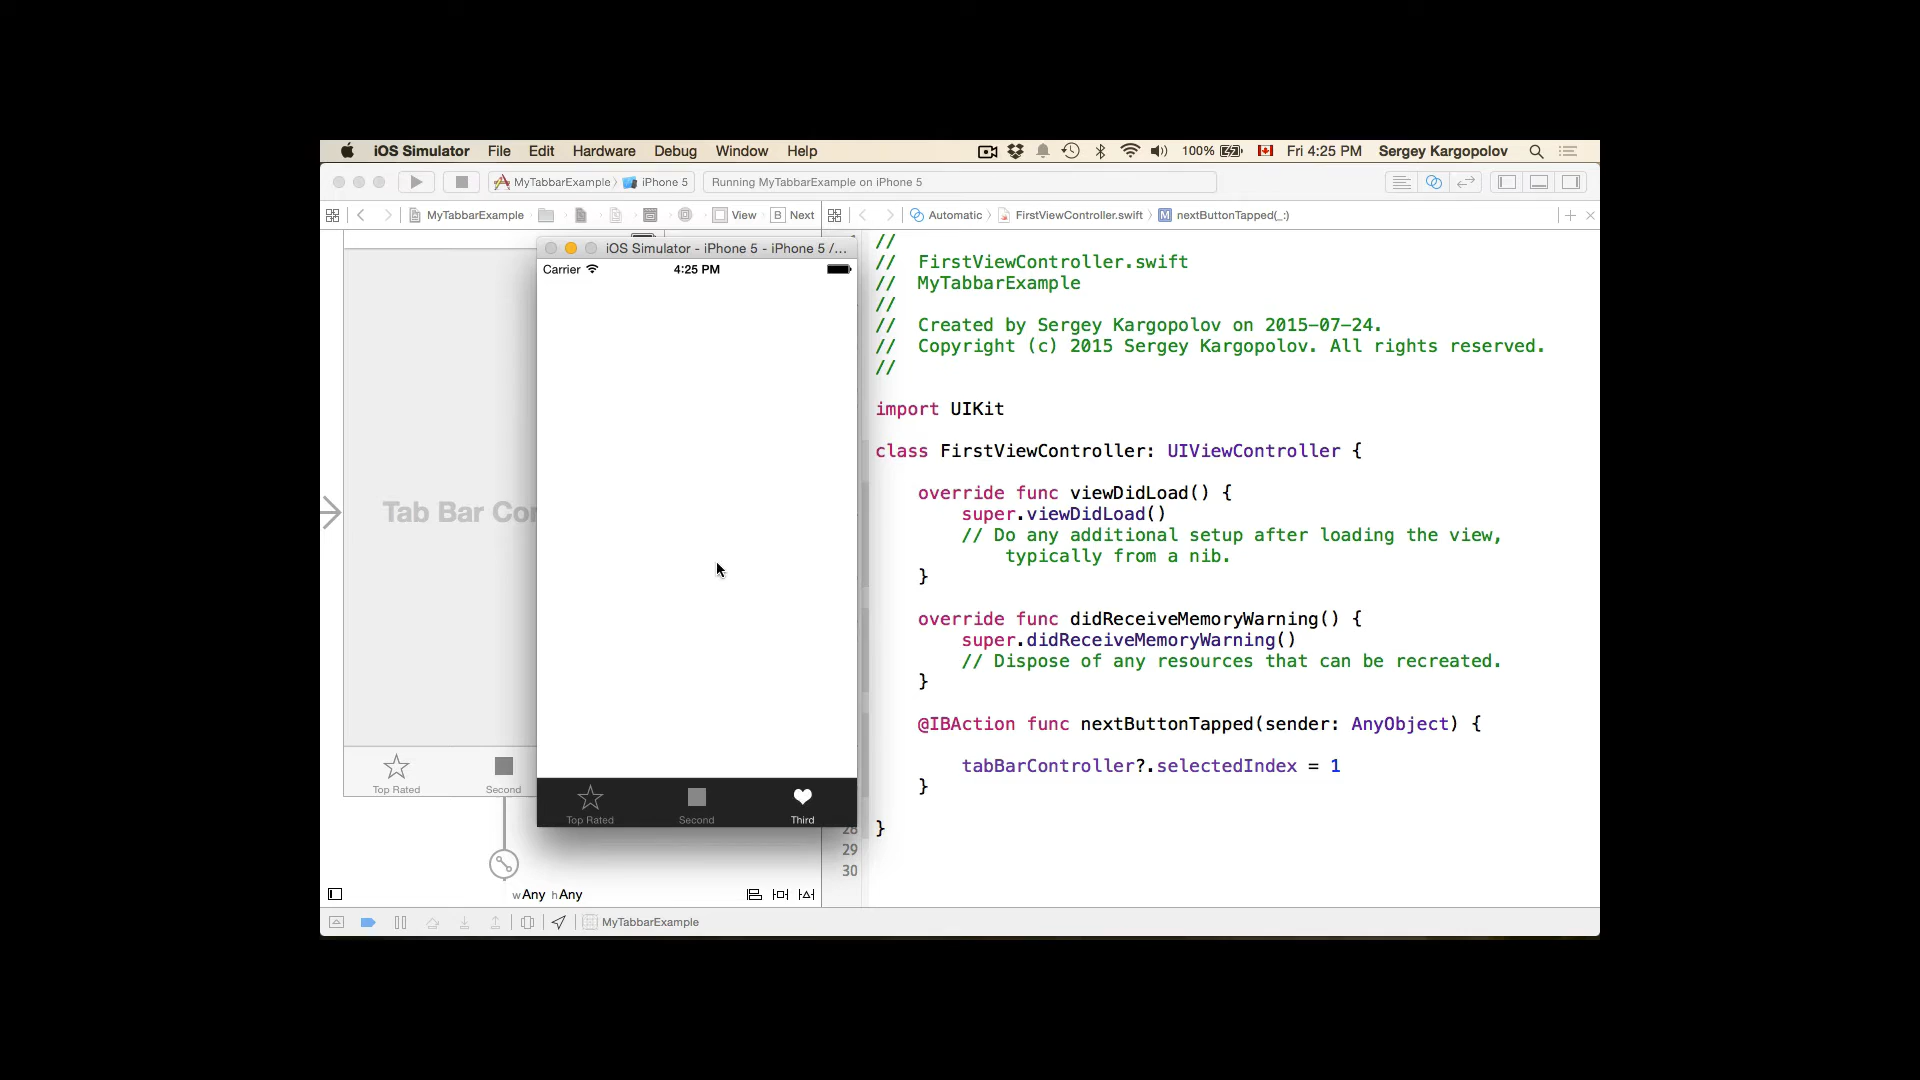 iOS Simulator File Edit Hardware Debug Window Help 100% Fri 4:25 PM Sergey Kargopolov
MyTabbarExample iPhone 5 Running MyTabbarExample on iPhone 5
MyTabbarExample View B Next Automatic FirstViewController.swift M nextButtonTapped(_:)
iOS Simulator - iPhone 5 - iPhone 5 /...
Carrier 4:25 PM
Tab Bar Con
Top Rated Second
Top Rated Second Third
wAny hAny
//
// FirstViewController.swift
// MyTabbarExample
//
// Created by Sergey Kargopolov on 2015-07-24.
// Copyright (c) 2015 Sergey Kargopolov. All rights reserved.
//
import UIKit
class FirstViewController: UIViewController {
override func viewDidLoad() {
super.viewDidLoad()
// Do any additional setup after loading the view,
typically from a nib.
}
override func didReceiveMemoryWarning() {
super.didReceiveMemoryWarning()
// Dispose of any resources that can be recreated.
}
@IBAction func nextButtonTapped(sender: AnyObject) {
tabBarController?.selectedIndex = 1
}
28 }
29
30
MyTabbarExample